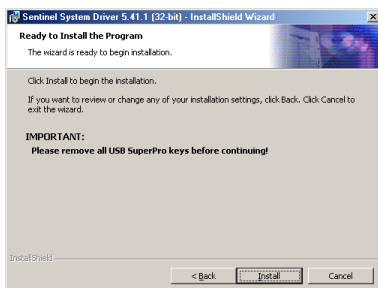 Sentinel System Driver 5.41.1 (32-bit) - InstallShield Wizard
Ready to Install the Program
The wizard is ready to begin installation.
Click Install to begin the installation.
If you want to review or change any of your installation settings, click Back. Click Cancel to
exit the wizard.
IMPORTANT:
Please remove all USB SuperPro keys before continuing!
InstallShield
< Back
Install
Cancel